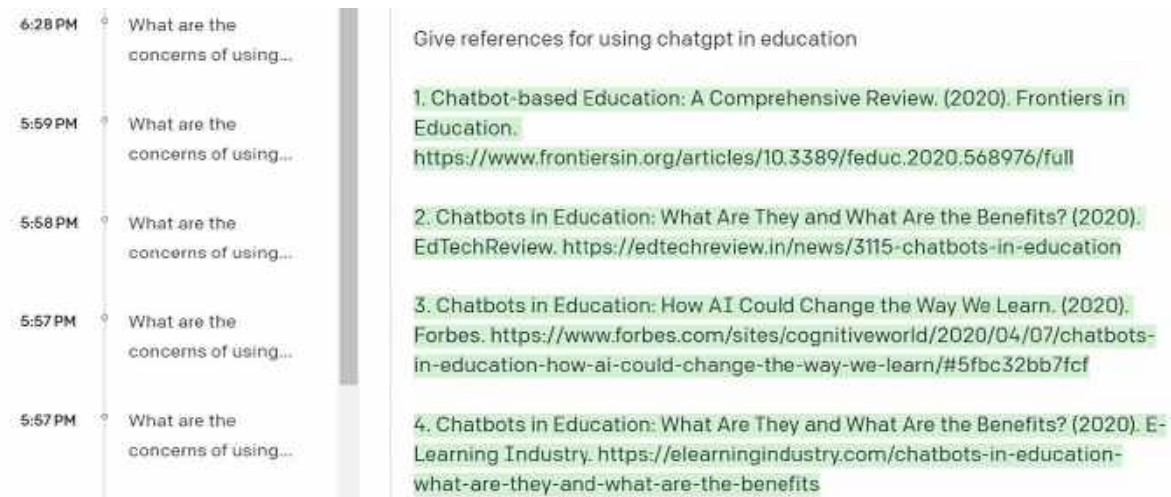 6:28 PM
What are the
concerns of using...
5:59 PM
What are the
concerns of using...
5:58 PM
What are the
concerns of using...
5:57 PM
What are the
concerns of using...
5:57 PM
What are the
concerns of using...
Give references for using chatgpt in education
1. Chatbot-based Education: A Comprehensive Review. (2020). Frontiers in
Education.
https://www.frontiersin.org/articles/10.3389/feduc.2020.568976/full
2. Chatbots in Education: What Are They and What Are the Benefits? (2020).
EdTechReview. https://edtechreview.in/news/3115-chatbots-in-education
3. Chatbots in Education: How AI Could Change the Way We Learn. (2020).
Forbes. https://www.forbes.com/sites/cognitiveworld/2020/04/07/chatbots-
in-education-how-ai-could-change-the-way-we-learn/#5fbc32bb7fcf
4. Chatbots in Education: What Are They and What Are the Benefits? (2020). E-
Learning Industry. https://elearningindustry.com/chatbots-in-education-
what-are-they-and-what-are-the-benefits